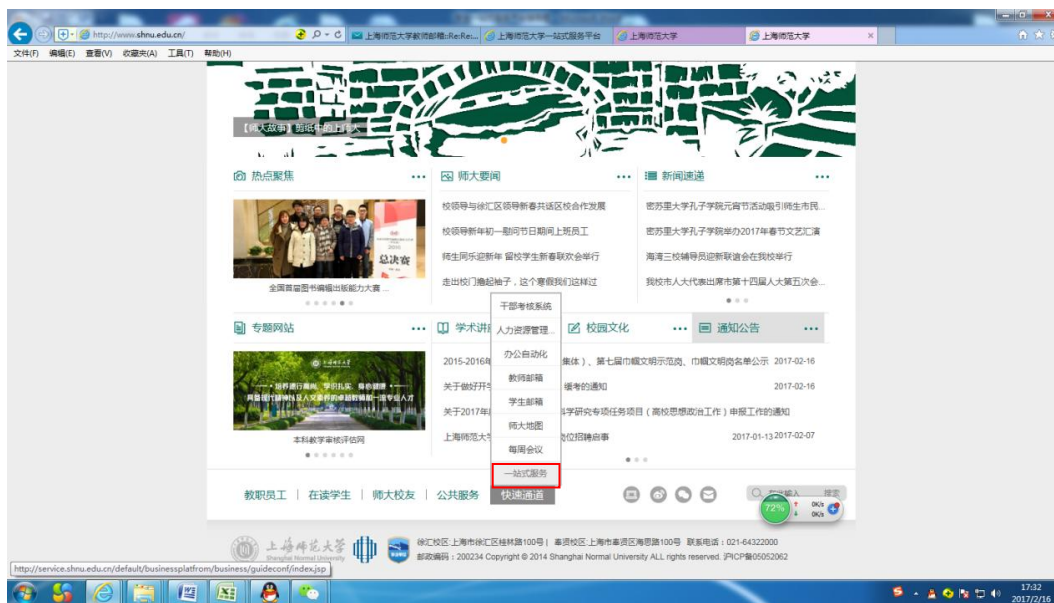 http://www.shnu.edu.cn/
上海师范大学教师邮箱::Re:Re:...
上海师范大学一站式服务平台
上海师范大学
上海师范大学
文件(F) 编辑(E) 查看(V) 收藏夹(A) 工具(T) 帮助(H)
【师大故事】剪纸中的上师大
热点聚焦
师大要闻
新闻速递
校领导与徐汇区领导新春共话区校合作发展
密苏里大学孔子学院元宵节活动吸引师生市民...
校领导新年初一慰问节日期间上班员工
密苏里大学孔子学院举办2017年春节文艺汇演
师生同乐迎新年 留校学生新春联欢会举行
海湾三校辅导员迎新联谊会在我校举行
走出校门撸起袖子，这个寒假我们这样过
我校市人大代表出席市第十四届人大第五次会...
总决赛
全国首届图书编辑出版能力大赛 ...
干部考核系统
人力资源管理...
办公自动化
教师邮箱
学生邮箱
师大地图
每周会议
一站式服务
专题网站
学术讲
校园文化
通知公告
2015-2016年
集体）、第七届巾帼文明示范岗、巾帼文明岗名单公示 2017-02-16
关于做好开学
缓考的通知 2017-02-16
关于2017年
科学研究专项任务项目（高校思想政治工作）申报工作的通知
上海师范大学
岗位招聘启事 2017-01-13 2017-02-07
本科教学审核评估网
教职员工 | 在读学生 | 师大校友 | 公共服务 快速通道
搜索
72%
0K/s
0K/s
上海师范大学
Shanghai Normal University
徐汇校区:上海市徐汇区桂林路100号 | 奉贤校区:上海市奉贤区海思路100号 联系电话：021-64322000
邮政编码：200234 Copyright © 2014 Shanghai Normal University ALL rights reserved. 沪ICP备05052062
http://service.shnu.edu.cn/default/businessplatfrom/business/guideconf/index.jsp
17:32
2017/2/16